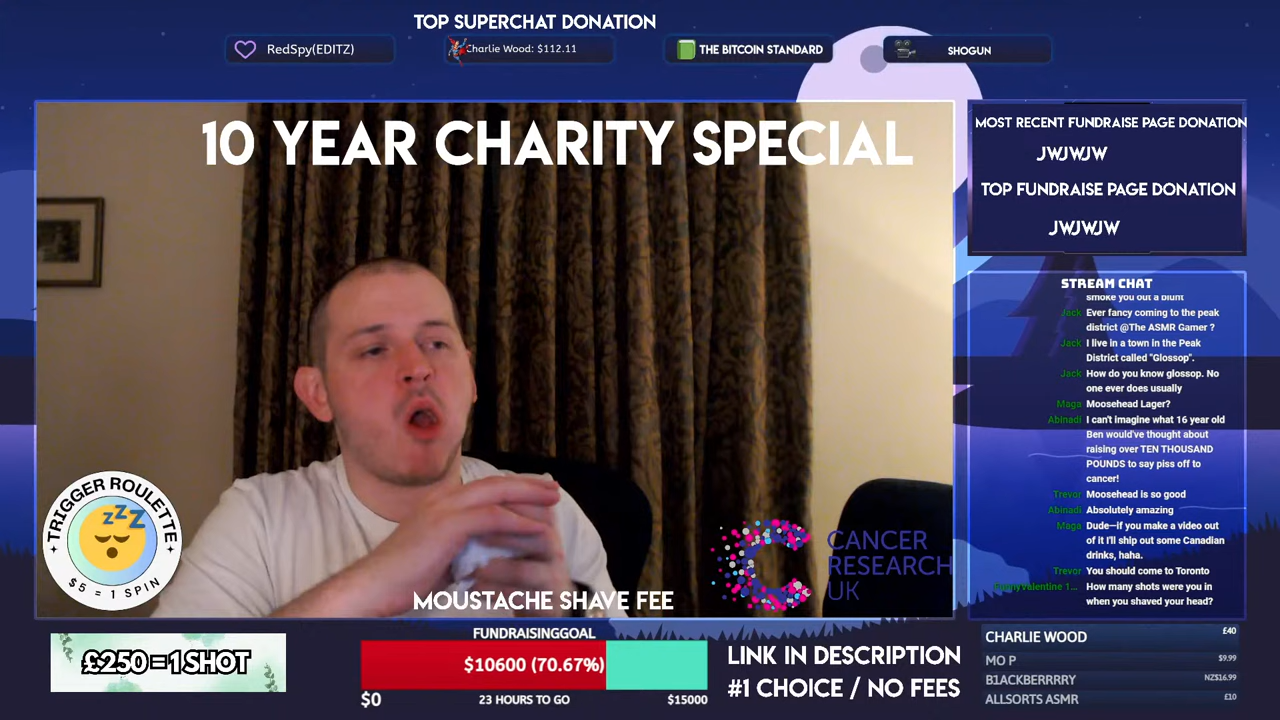 TOP SUPERCHAT DONATION
RedSpy(EDITZ)
Charlie Wood: $112.11
THE BITCOIN STANDARD
SHOGUN
10 YEAR CHARITY SPECIAL
MOST RECENT FUNDRAISE PAGE DONATION
JWJWJW
TOP FUNDRAISE PAGE DONATION
JWJWJW
STREAM CHAT
smoke you out a blunt
Jack Ever fancy coming to the peak
district @The ASMR Gamer ?
Jack I live in a town in the Peak
District called "Glossop".
Jack How do you know glossop. No
one ever does usually
Maga Moosehead Lager?
Abinadi I can't imagine what 16 year old
Ben would've thought about
raising over TEN THOUSAND
POUNDS to say piss off to
cancer!
Trevor Moosehead is so good
Abinadi Absolutely amazing
Maga Dude—if you make a video out
of it I'll ship out some Canadian
drinks, haha.
Trevor You should come to Toronto
How many shots were you in
when you shaved your head?
TRIGGER ROULETTE
zzz
$5 = 1 SPIN
CANCER
RESEARCH
UK
MOUSTACHE SHAVE FEE
£250 = 1 SHOT
FUNDRAISINGGOAL
$10600 (70.67%)
$0
23 HOURS TO GO
$15000
LINK IN DESCRIPTION
#1 CHOICE / NO FEES
CHARLIE WOOD £40
MO P $9.99
B1ACKBERRRRY NZ$16.99
ALLSORTS ASMR £10